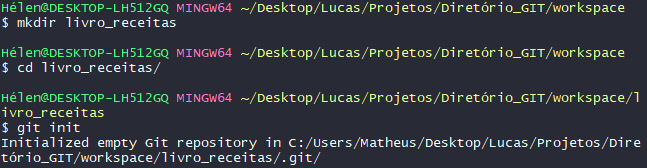 Hélen@DESKTOP-LH512GQ MINGW64 ~/Desktop/Lucas/Projetos/Diretório_GIT/workspace
$ mkdir livro_receitas
Hélen@DESKTOP-LH512GQ MINGW64 ~/Desktop/Lucas/Projetos/Diretório_GIT/workspace
$ cd livro_receitas/
Hélen@DESKTOP-LH512GQ MINGW64 ~/Desktop/Lucas/Projetos/Diretório_GIT/workspace/l
ivro_receitas
$ git init
Initialized empty Git repository in C:/Users/Matheus/Desktop/Lucas/Projetos/Dire
tório_GIT/workspace/livro_receitas/.git/